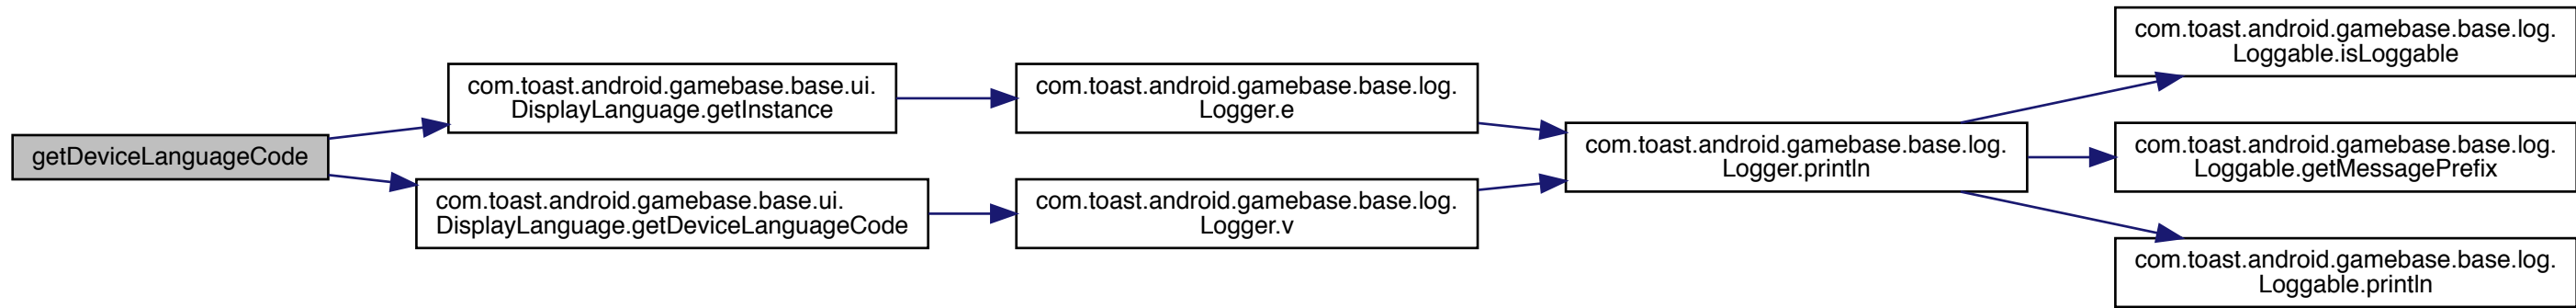 getDeviceLanguageCode
com.toast.android.gamebase.base.ui.
DisplayLanguage.getInstance
com.toast.android.gamebase.base.ui.
DisplayLanguage.getDeviceLanguageCode
com.toast.android.gamebase.base.log.
Logger.e
com.toast.android.gamebase.base.log.
Logger.v
com.toast.android.gamebase.base.log.
Logger.println
com.toast.android.gamebase.base.log.
Loggable.isLoggable
com.toast.android.gamebase.base.log.
Loggable.getMessagePrefix
com.toast.android.gamebase.base.log.
Loggable.println